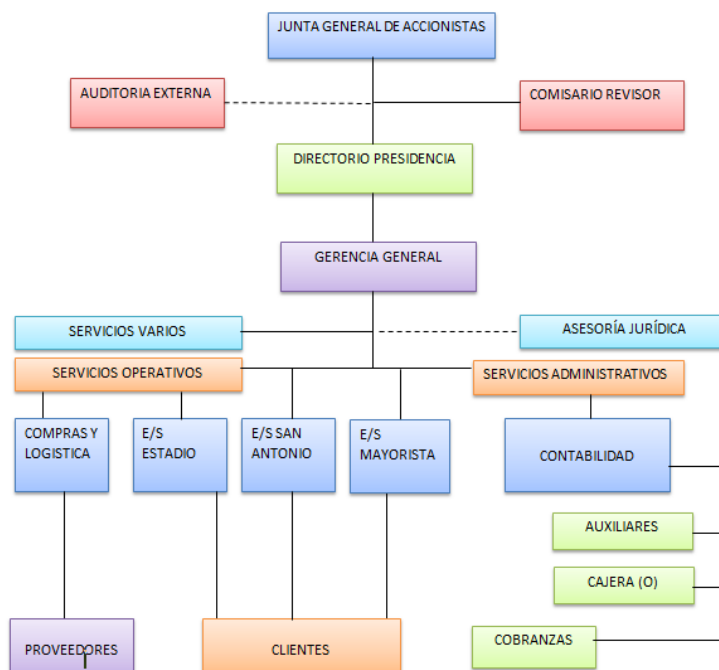 JUNTA GENERAL DE ACCIONISTAS
AUDITORIA EXTERNA
COMISARIO REVISOR
DIRECTORIO PRESIDENCIA
GERENCIA GENERAL
SERVICIOS VARIOS
ASESORÍA JURÍDICA
SERVICIOS OPERATIVOS
SERVICIOS ADMINISTRATIVOS
COMPRAS Y
LOGISTICA
E/S
ESTADIO
E/S SAN
ANTONIO
E/S
MAYORISTA
CONTABILIDAD
AUXILIARES
CAJERA (O)
COBRANZAS
PROVEEDORES
CLIENTES